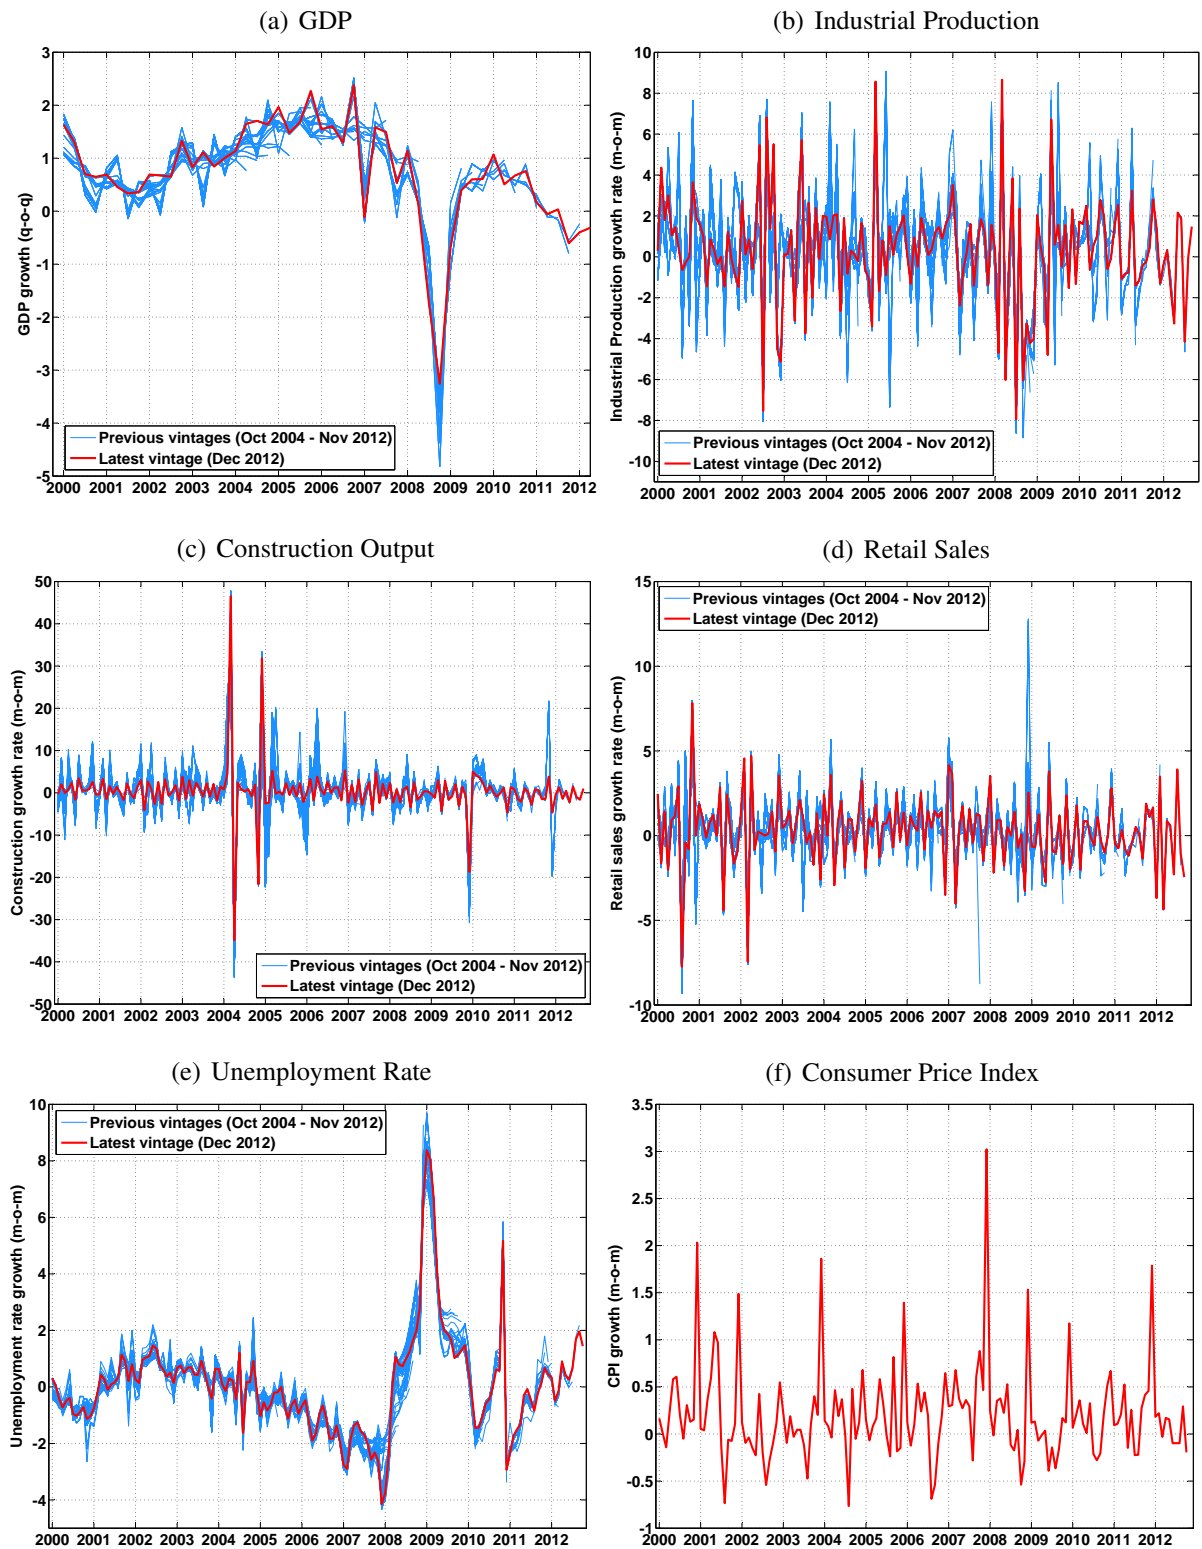 (a) GDP
GDP growth (q-o-q)
3
2
1
0
-1
-2
-3
-4
-5
Previous vintages (Oct 2004 - Nov 2012)
Latest vintage (Dec 2012)
2000 2001 2002 2003 2004 2005 2006 2007 2008 2009 2010 2011 2012
(b) Industrial Production
Industrial Production growth rate (m-o-m)
10
8
6
4
2
0
-2
-4
-6
-8
-10
Previous vintages (Oct 2004 - Nov 2012)
Latest vintage (Dec 2012)
2000 2001 2002 2003 2004 2005 2006 2007 2008 2009 2010 2011 2012
(c) Construction Output
Construction growth rate (m-o-m)
50
40
30
20
10
0
-10
-20
-30
-40
-50
Previous vintages (Oct 2004 - Nov 2012)
Latest vintage (Dec 2012)
2000 2001 2002 2003 2004 2005 2006 2007 2008 2009 2010 2011 2012
(d) Retail Sales
Retail sales growth rate (m-o-m)
15
Previous vintages (Oct 2004 - Nov 2012)
Latest vintage (Dec 2012)
10
5
0
-5
-10
2000 2001 2002 2003 2004 2005 2006 2007 2008 2009 2010 2011 2012
(e) Unemployment Rate
Unemployment rate growth (m-o-m)
10
Previous vintages (Oct 2004 - Nov 2012)
Latest vintage (Dec 2012)
8
6
4
2
0
-2
-4
2000 2001 2002 2003 2004 2005 2006 2007 2008 2009 2010 2011 2012
(f) Consumer Price Index
CPI growth (m-o-m)
3.5
3
2.5
2
1.5
1
0.5
0
-0.5
-1
2000 2001 2002 2003 2004 2005 2006 2007 2008 2009 2010 2011 2012